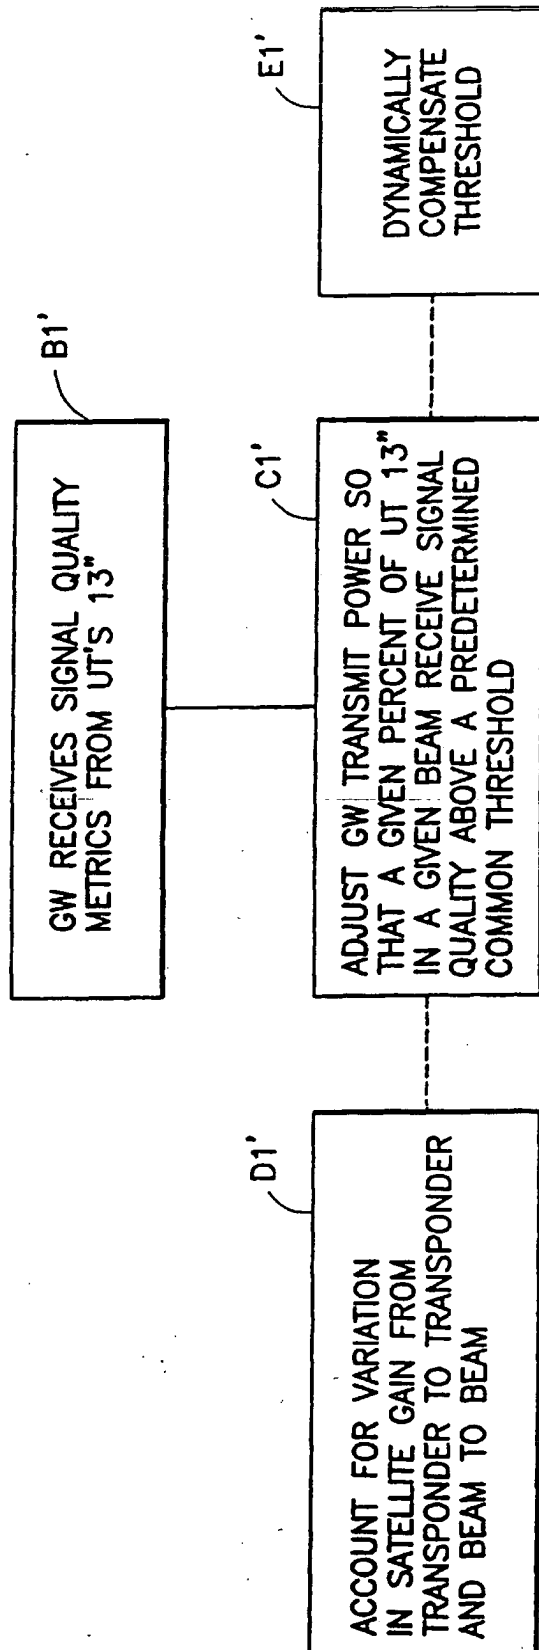 GW RECEIVES SIGNAL QUALITY
METRICS FROM UT'S 13"
B1'
ADJUST GW TRANSMIT POWER SO
THAT A GIVEN PERCENT OF UT 13"
IN A GIVEN BEAM RECEIVE SIGNAL
QUALITY ABOVE A PREDETERMINED
COMMON THRESHOLD
C1'
ACCOUNT FOR VARIATION
IN SATELLITE GAIN FROM
TRANSPONDER TO TRANSPONDER
AND BEAM TO BEAM
D1'
DYNAMICALLY
COMPENSATE
THRESHOLD
E1'